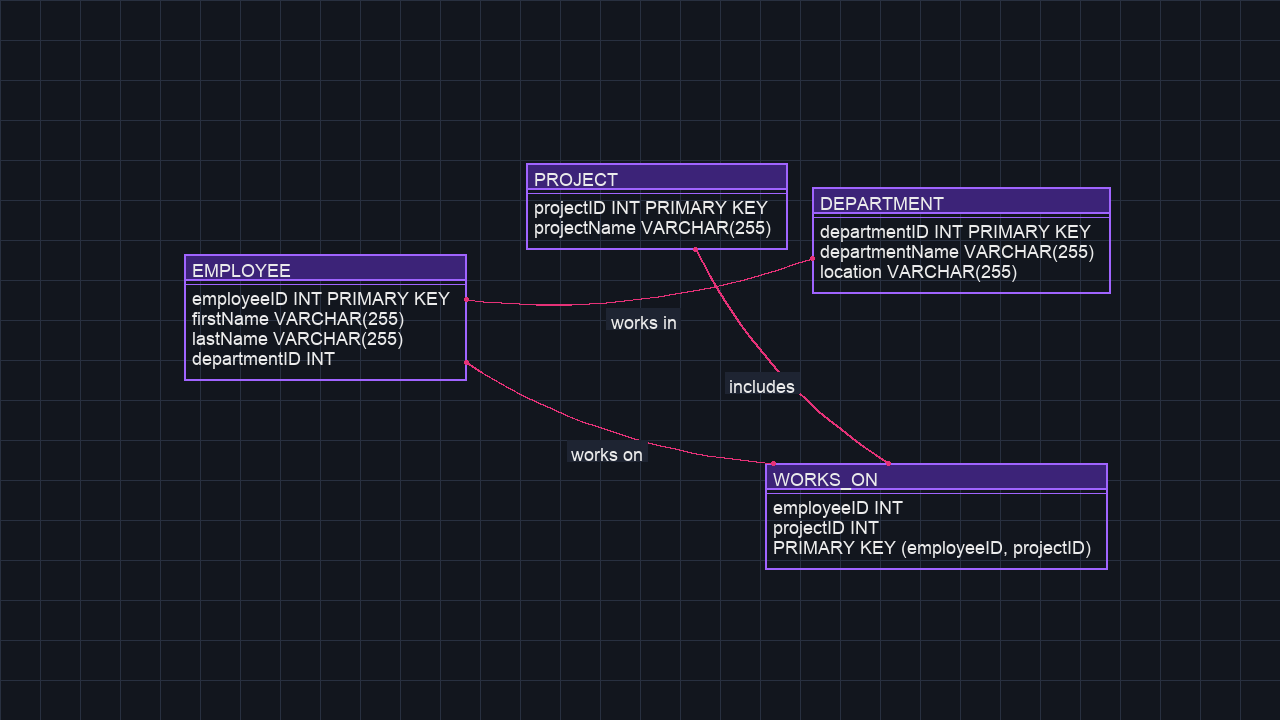 PROJECT
projectID INT PRIMARY KEY
projectName VARCHAR(255)
DEPARTMENT
departmentID INT PRIMARY KEY
departmentName VARCHAR(255)
location VARCHAR(255)
EMPLOYEE
employeeID INT PRIMARY KEY
firstName VARCHAR(255)
lastName VARCHAR(255)
departmentID INT
works in
includes
works on
WORKS_ON
employeeID INT
projectID INT
PRIMARY KEY (employeeID, projectID)